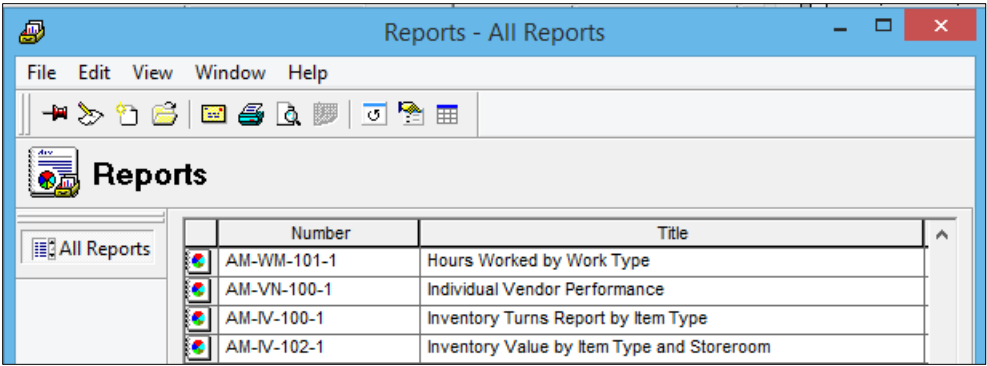 Reports - All Reports
File Edit View Window Help
Reports
All Reports
Number Title
AM-WM-101-1 Hours Worked by Work Type
AM-VN-100-1 Individual Vendor Performance
AM-IV-100-1 Inventory Turns Report by Item Type
AM-IV-102-1 Inventory Value by Item Type and Storeroom